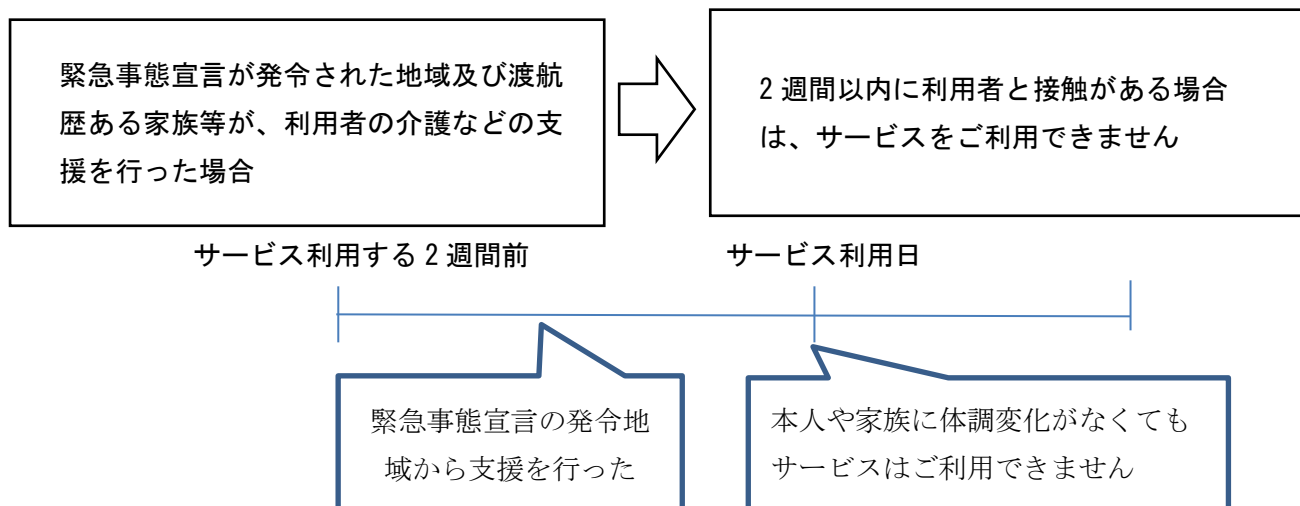 緊急事態宣言が発令された地域及び渡航
歴ある家族等が、利用者の介護などの支
援を行った場合
2 週間以内に利用者と接触がある場合
は、サービスをご利用できません
サービス利用する 2 週間前
サービス利用日
緊急事態宣言の発令地
域から支援を行った
本人や家族に体調変化がなくても
サービスはご利用できません